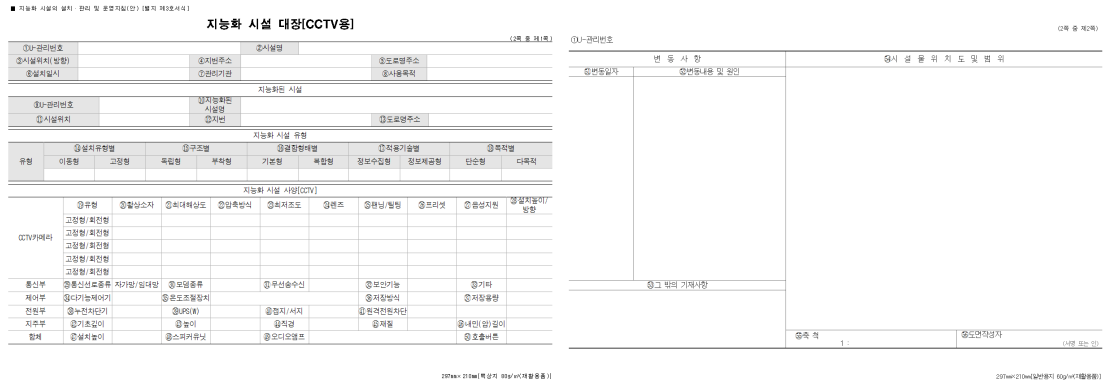 ■ 지능화 시설의 설치ㆍ관리 및 운영지침(안) [별지 제3호서식]
지능화 시설 대장[CCTV용]
(2쪽 중 제1쪽)
①U-관리번호 ②시설명
③시설위치(방향) ④지번주소 ⑤도로명주소
⑥설치일시 ⑦관리기관 ⑧사용목적
지능화된 시설
⑨U-관리번호 ⑩지능화된 시설명
⑪시설위치 ⑫지번 ⑬도로명주소
지능화 시설 유형
유형 ⑭설치유형별 ⑮구조별 ⑯결합형태별 ⑰적용기술별 ⑱목적별
이동형 고정형 독립형 부착형 기본형 복합형 정보수집형 정보제공형 단순형 다목적
지능화 시설 사양[CCTV]
CCTV카메라 ⑲유형 ⑳촬상소자 ㉑최대해상도 ㉒압축방식 ㉓최저조도 ㉔렌즈 ㉕팬닝/틸팅 ㉖프리셋 ㉗음성지원 ㉘설치높이/방향
고정형/회전형
고정형/회전형
고정형/회전형
고정형/회전형
고정형/회전형
통신부 ㉙통신선로종류 자가망/임대망 ㉚모뎀종류 ㉛무선송수신 ㉜보안기능 ㉝기타
제어부 ㉞다기능제어기 ㉟온도조절장치 ㊱저장방식 ㊲저장용량
전원부 ㊳누전차단기 ㊴UPS(W) ㊵접지/서지 ㊶원격전원차단
지주부 ㊷기초깊이 ㊸높이 ㊹직경 ㊺재질 ㊻내민(암)길이
함체 ㊼설치높이 ㊽스피커유닛 ㊾오디오앰프 ㊿호출버튼
297㎜×210㎜[특상지 80g/㎡(재활용품)]
(2쪽 중 제2쪽)
①U-관리번호
변 동 사 항 시 설 물 위 치 도 및 범 위
변동일자 변동내용 및 원인
그 밖의 기재사항
축 척 도면작성자
1 : (서명 또는 인)
297㎜×210㎜[일반용지 60g/㎡(재활용품)]